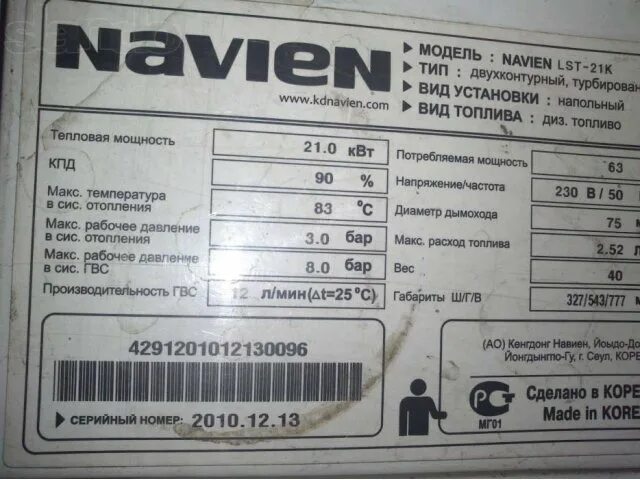 NAVIEN
www.kdnavien.com
МОДЕЛЬ : NAVIEN LST-21K
ТИП : двухконтурный, турбирован
ВИД УСТАНОВКИ : напольный
ВИД ТОПЛИВА : диз. топливо
Тепловая мощность 21.0 кВт
КПД 90 %
Макс. температура
в сис. отопления 83 °C
Макс. рабочее давление
в сис. отопления 3.0 бар
Макс. рабочее давление
в сис. ГВС 8.0 бар
Производительность ГВС 12 л/мин(Δt=25°C)
Потребляемая мощность 63
Напряжение/частота 230 В / 50
Диаметр дымохода 75
Макс. расход топлива 2.52
Вес 40
Габариты Ш/Г/В 327/543/777
4291201012130096
СЕРИЙНЫЙ НОМЕР: 2010.12.13
(АО) Кенгдонг Навиен, Йоыдо-До
Йонгдынгпо-Гу, г. Сеул, КОРЕ
РСТ
МГ01
Сделано в КОРЕ
Made in KORE